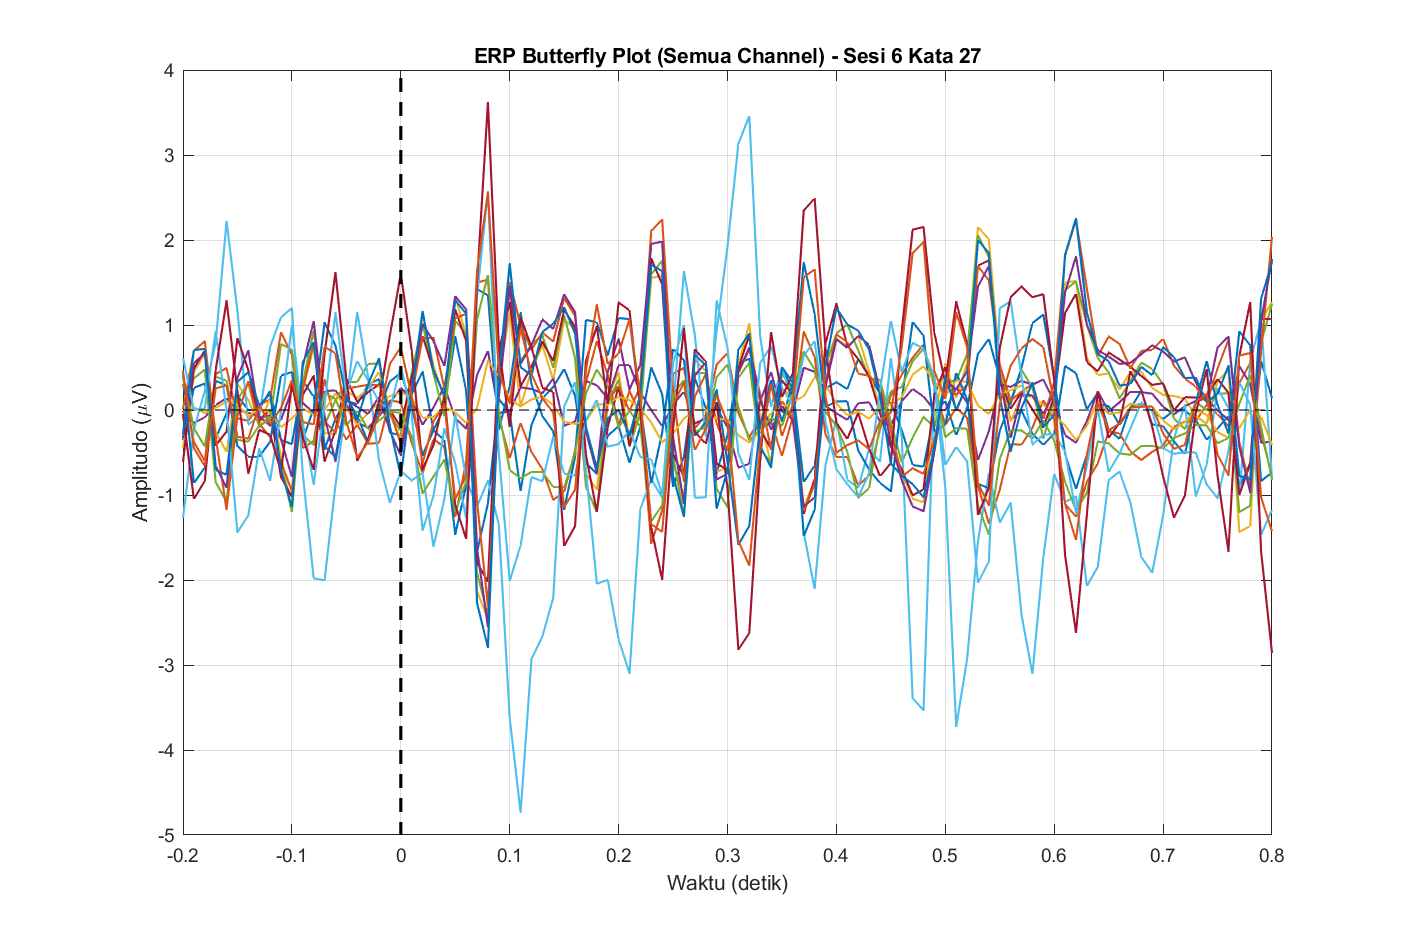 ERP Butterfly Plot (Semua Channel) - Sesi 6 Kata 27
Amplitudo (μV)
4
3
2
1
0
-1
-2
-3
-4
-5
-0.2 -0.1 0 0.1 0.2 0.3 0.4 0.5 0.6 0.7 0.8
Waktu (detik)